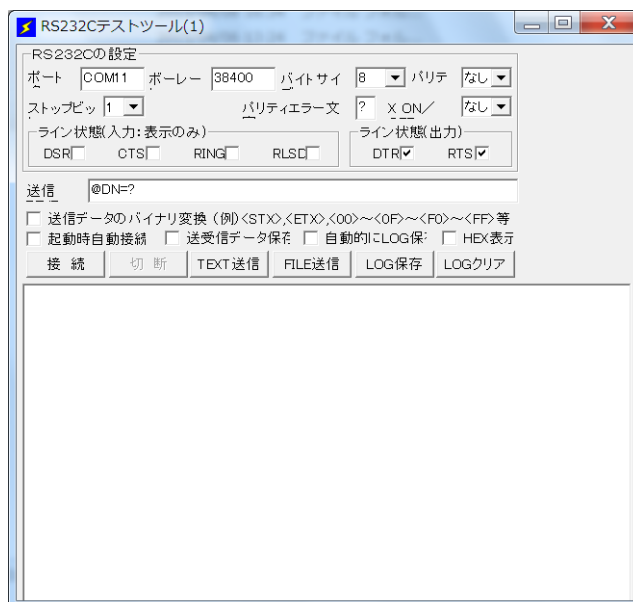 RS232Cテストツール(1)
RS232Cの設定
ポート COM11 ボーレー 38400 バイトサイ 8 パリテ なし
ストップビッ 1 パリティエラー文 ? X ON／ なし
ライン状態(入力:表示のみ) ライン状態(出力)
DSR CTS RING RLSD DTR RTS
送信 @DN=?
送信データのバイナリ変換 (例)<STX>,<ETX>,<00>～<0F>～<F0>～<FF>等
起動時自動接続 送受信データ保存 自動的にLOG保 HEX表示
接 続 切 断 TEXT送信 FILE送信 LOG保存 LOGクリア